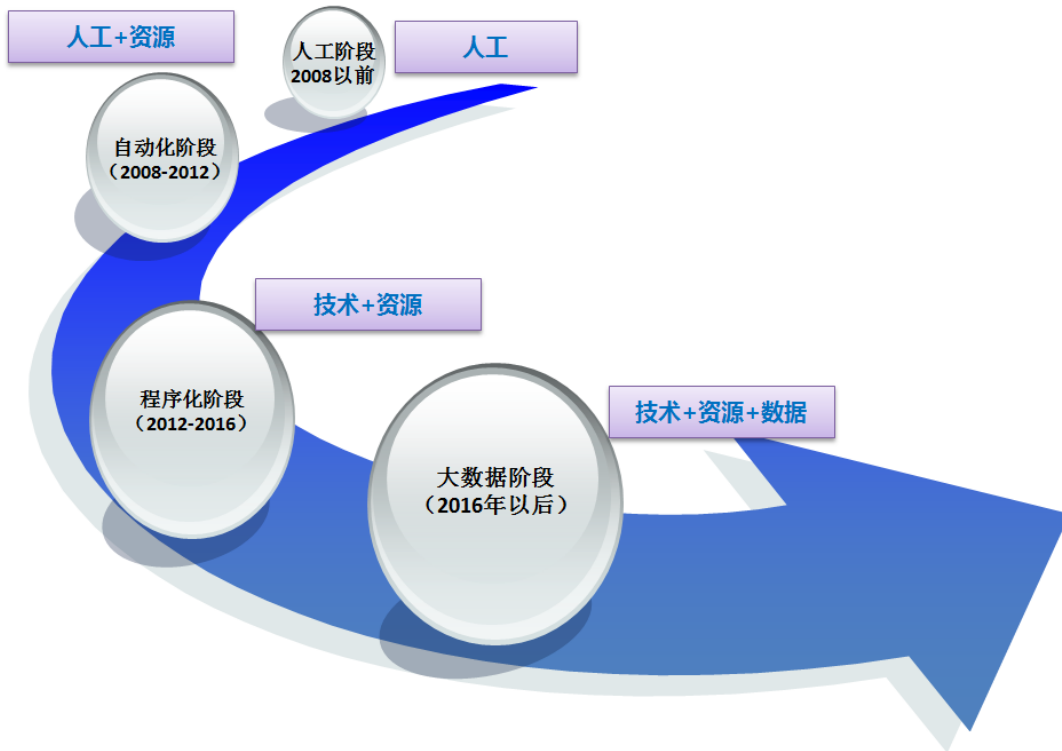 人工+资源
人工阶段
2008以前
人工
自动化阶段
（2008-2012）
技术+资源
程序化阶段
（2012-2016）
技术+资源+数据
大数据阶段
（2016年以后）